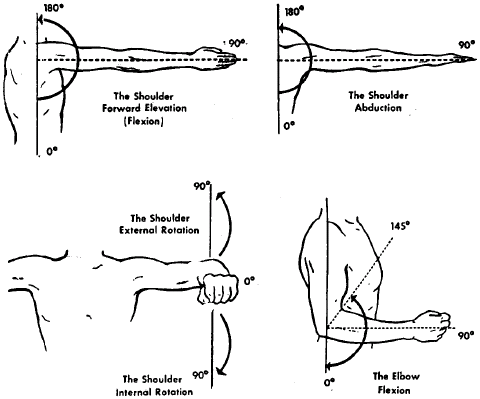 180°
90°
The Shoulder
Forward Elevation
(Flexion)
0°
180°
90°
The Shoulder
Abduction
0°
90°
The Shoulder
External Rotation
0°
90°
The Shoulder
Internal Rotation
145°
90°
0°
The Elbow
Flexion